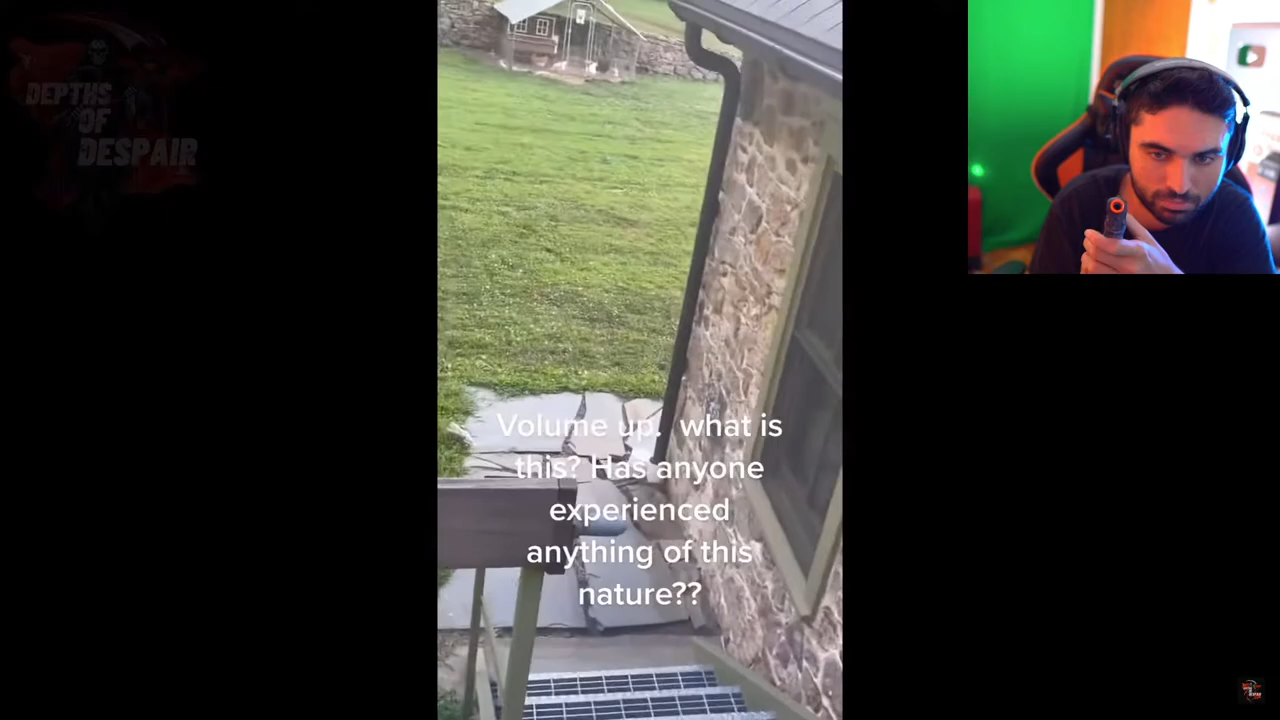 DEPTHS
OF
DESPAIR
Volume up.  what is
this? Has anyone
experienced
anything of this
nature??